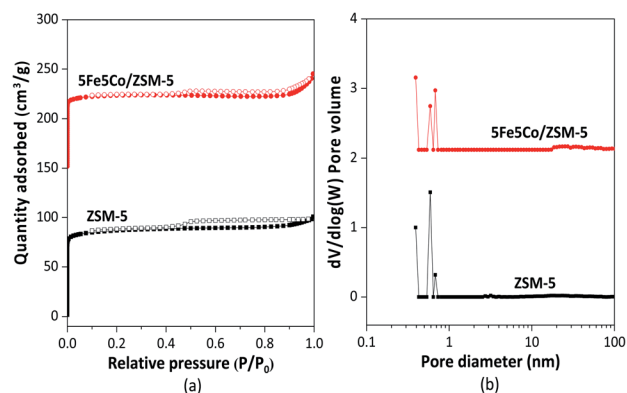 300
250
200
150
100
50
0
Quantity adsorbed (cm³/g)
5Fe5Co/ZSM-5
ZSM-5
0.0 0.2 0.4 0.6 0.8 1.0
Relative pressure (P/P₀)
(a)
4
3
2
1
0
dV/dlog(W) Pore volume
5Fe5Co/ZSM-5
ZSM-5
0.1 1 10 100
Pore diameter (nm)
(b)